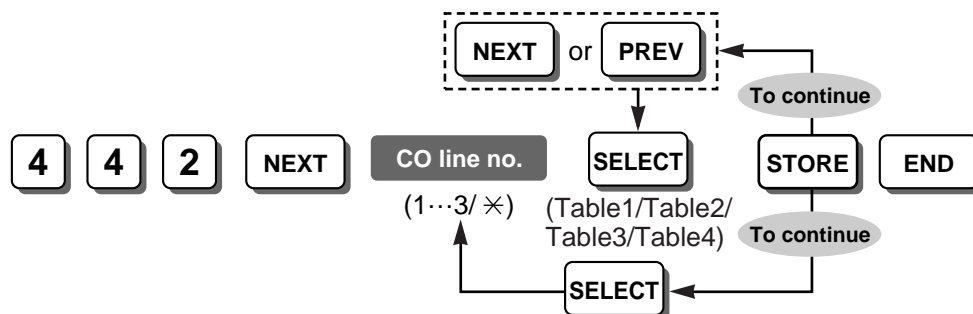 NEXT or PREV
To continue
4 4 2 NEXT CO line no. SELECT STORE END
(1···3/ ✳)
(Table1/Table2/
Table3/Table4)
To continue
SELECT